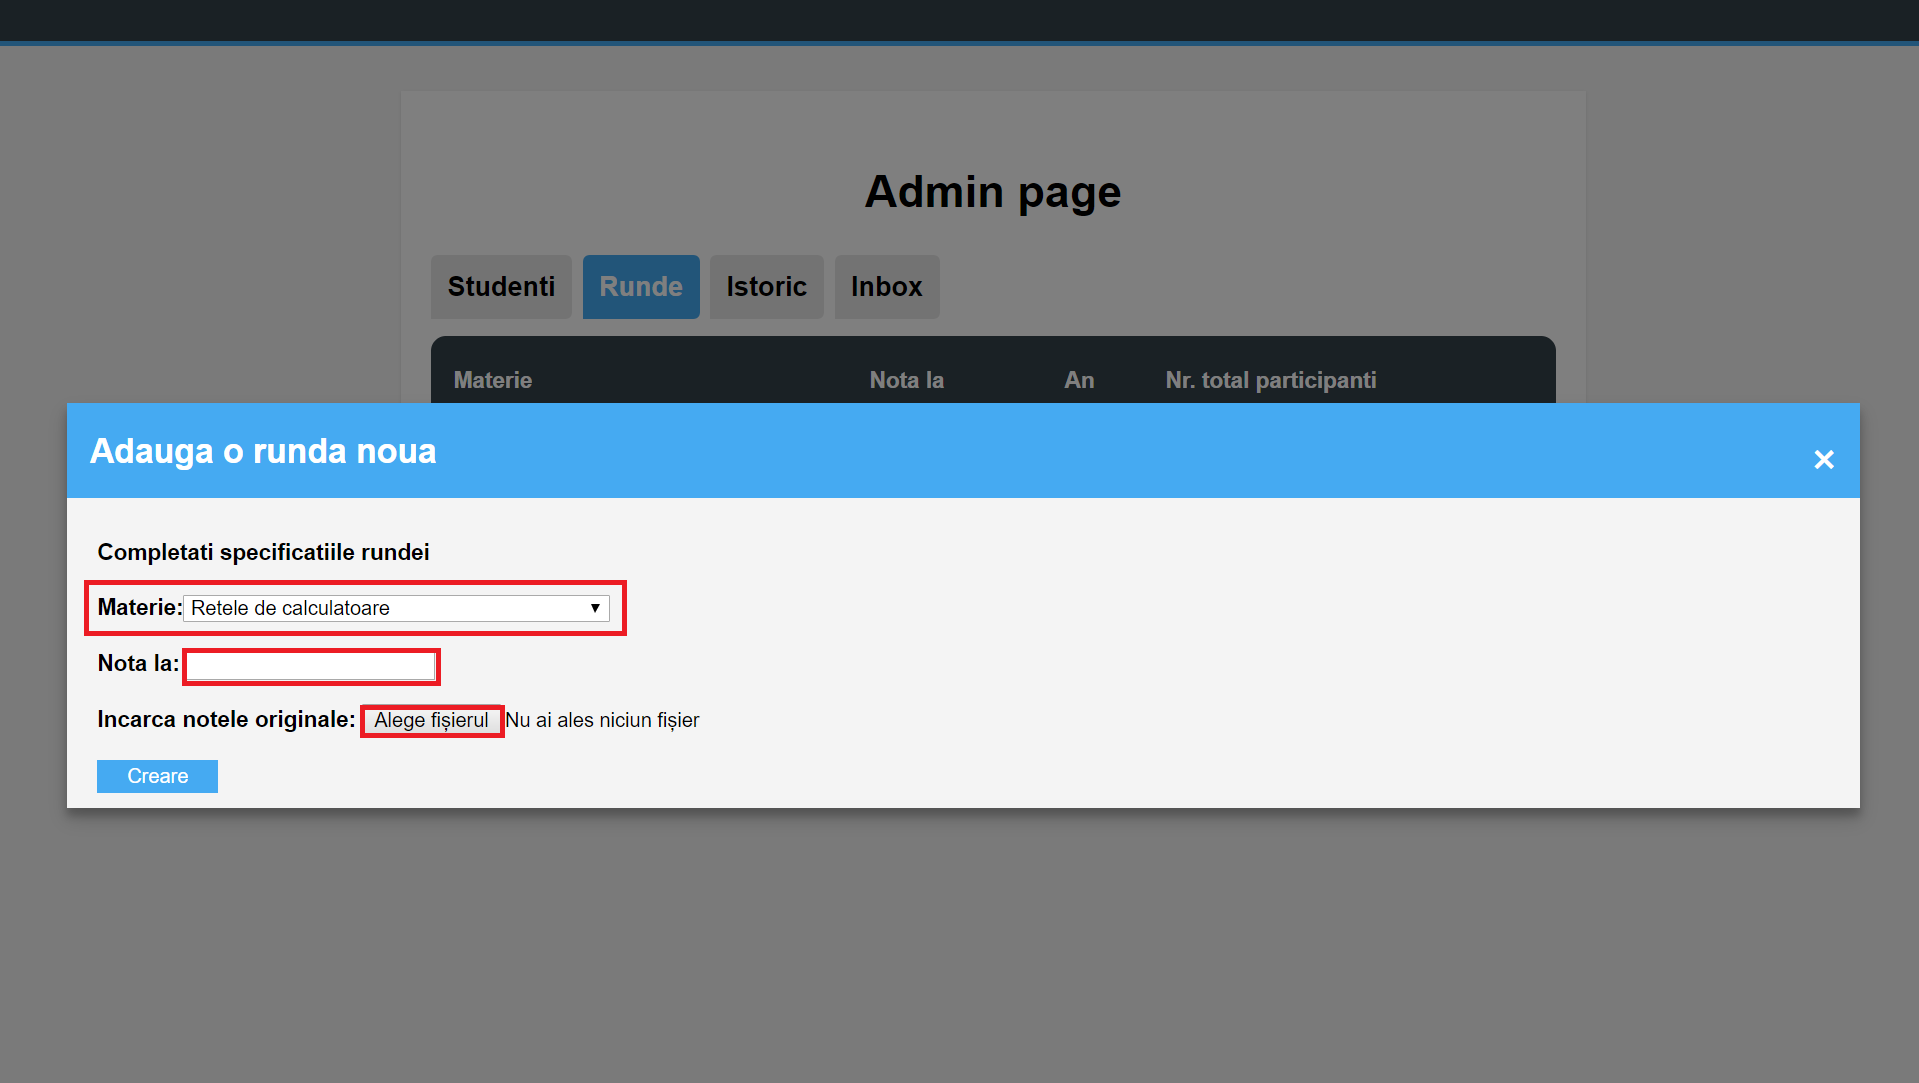 Admin page
Studenti Runde Istoric Inbox
Materie Nota la An Nr. total participanti
Adauga o runda noua ×
Completati specificatiile rundei
Materie: Retele de calculatoare ▼
Nota la:
Incarca notele originale: Alege fișierul Nu ai ales niciun fișier
Creare